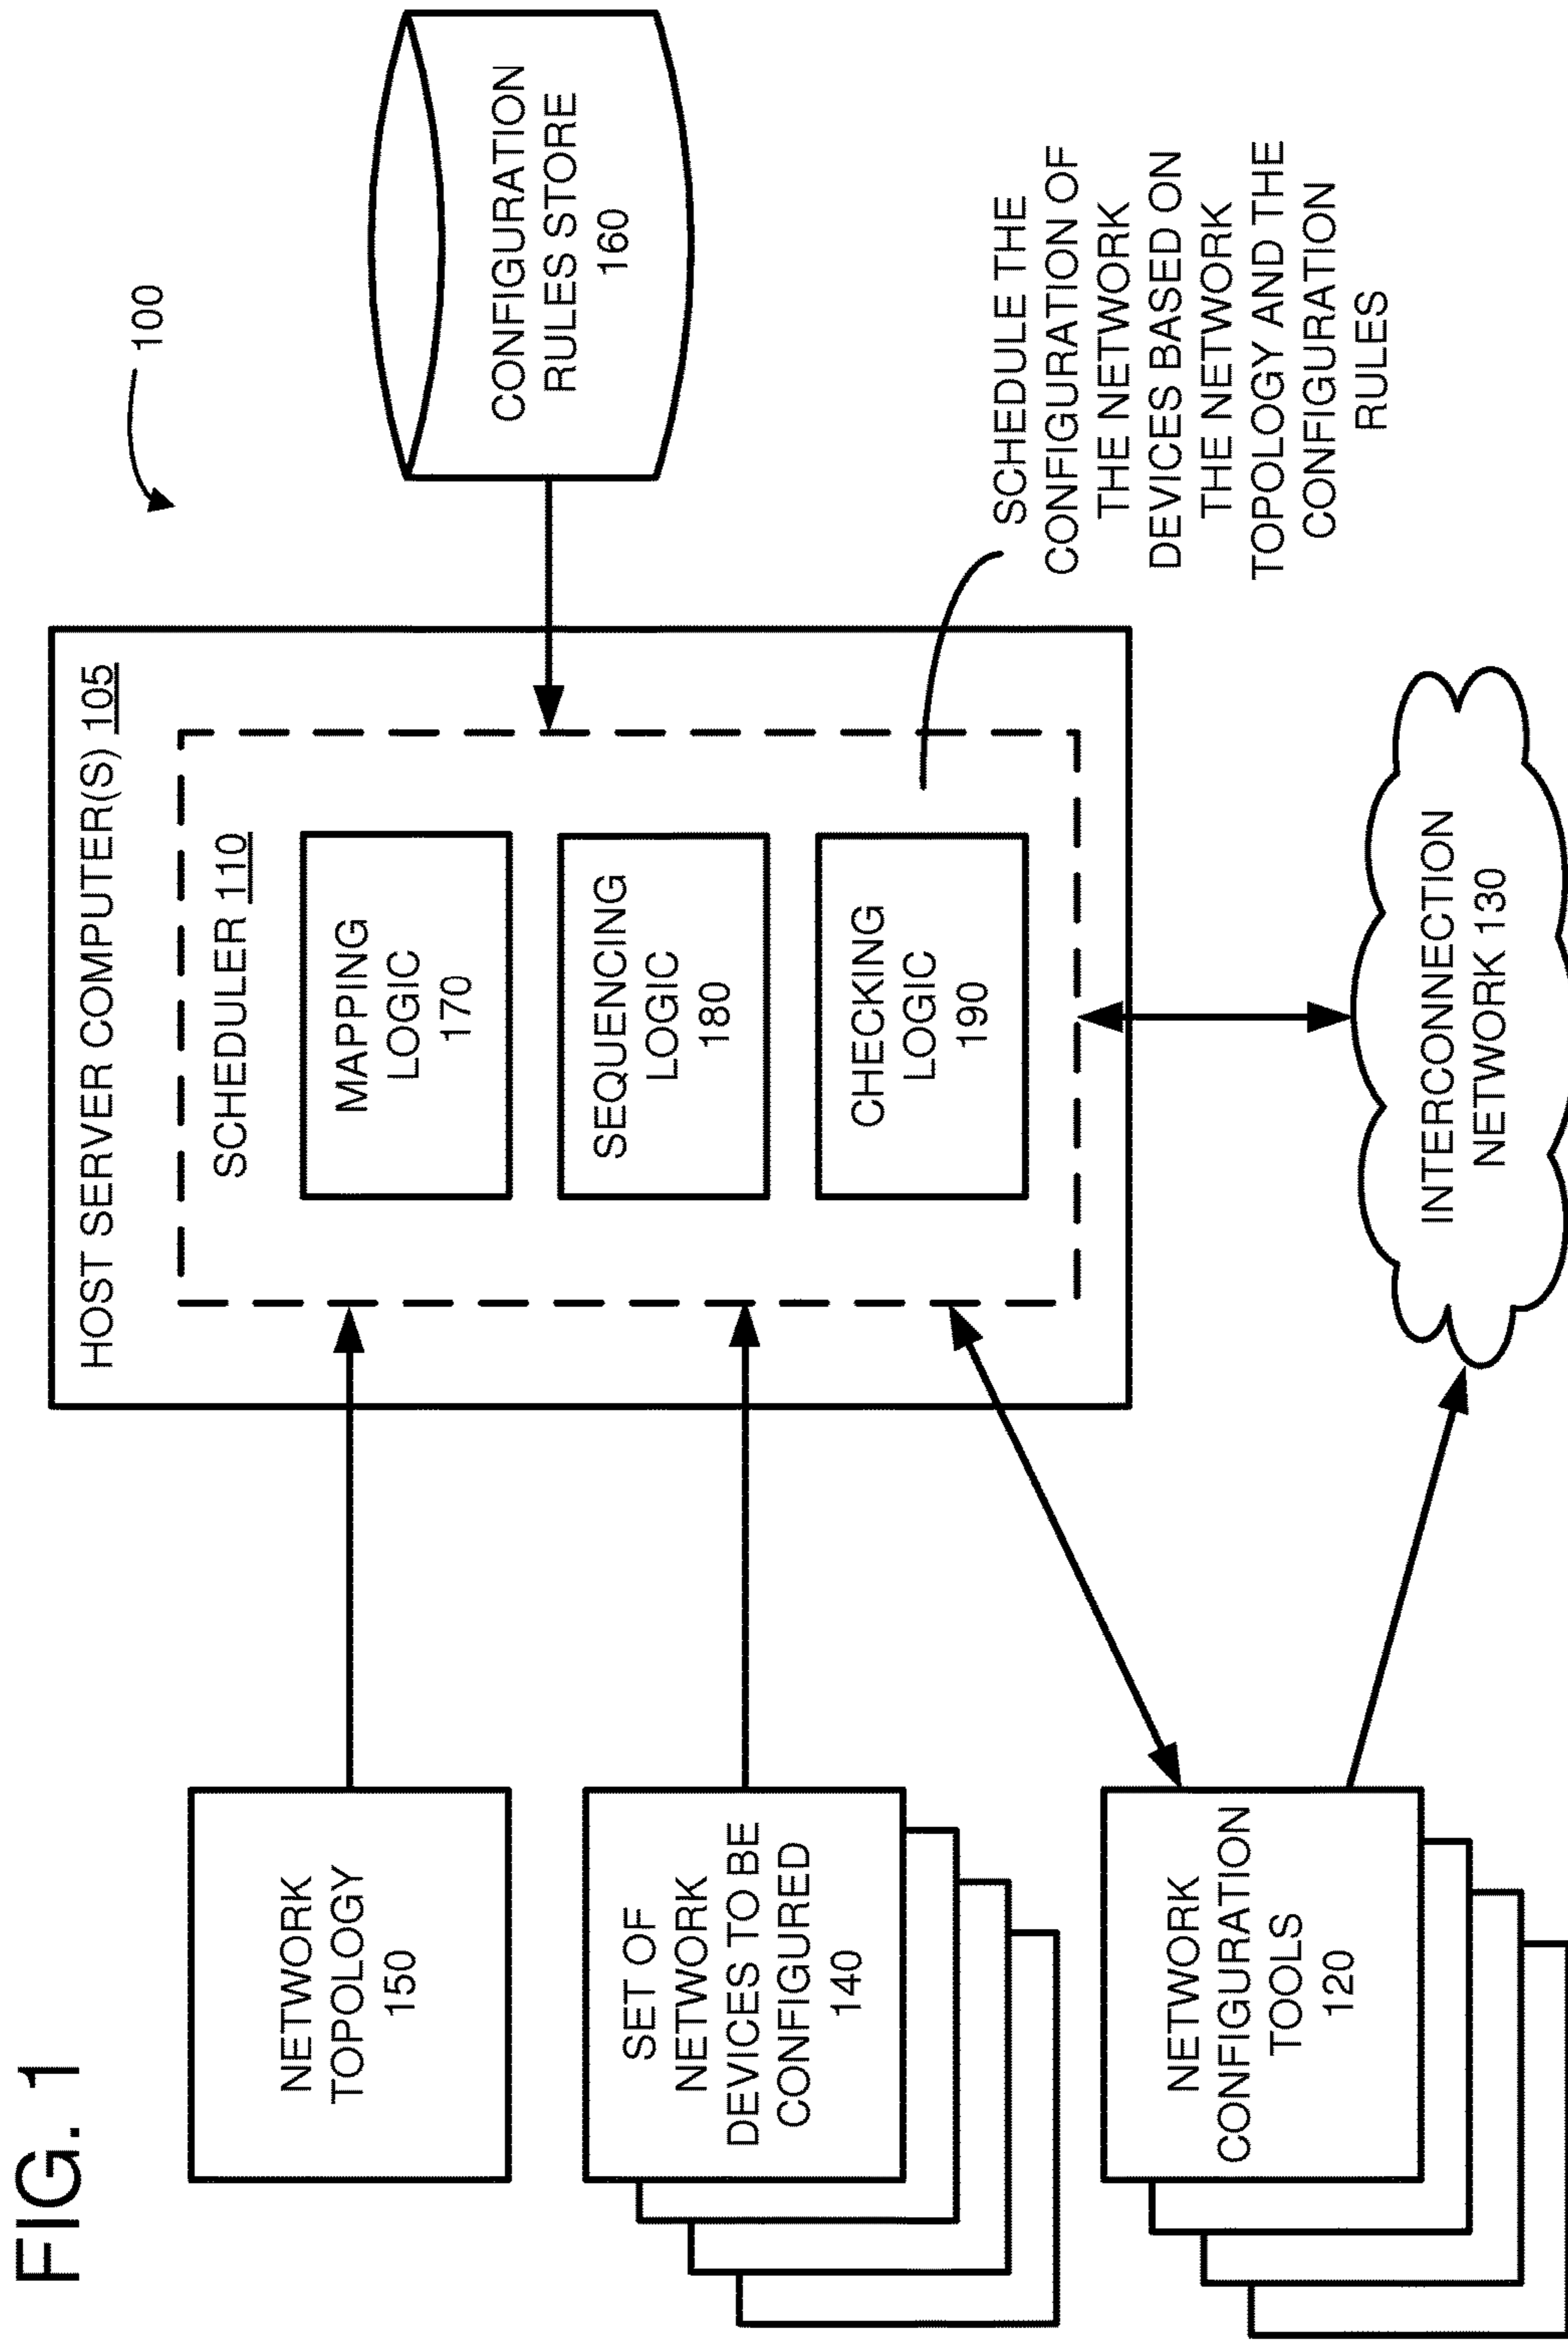 FIG. 1
100
HOST SERVER COMPUTER(S) 105
SCHEDULER 110
MAPPING
LOGIC
170
SEQUENCING
LOGIC
180
CHECKING
LOGIC
190
NETWORK
TOPOLOGY
150
SET OF
NETWORK
DEVICES TO BE
CONFIGURED
140
NETWORK
CONFIGURATION
TOOLS
120
CONFIGURATION
RULES STORE
160
SCHEDULE THE
CONFIGURATION OF
THE NETWORK
DEVICES BASED ON
THE NETWORK
TOPOLOGY AND THE
CONFIGURATION
RULES
INTERCONNECTION
NETWORK 130